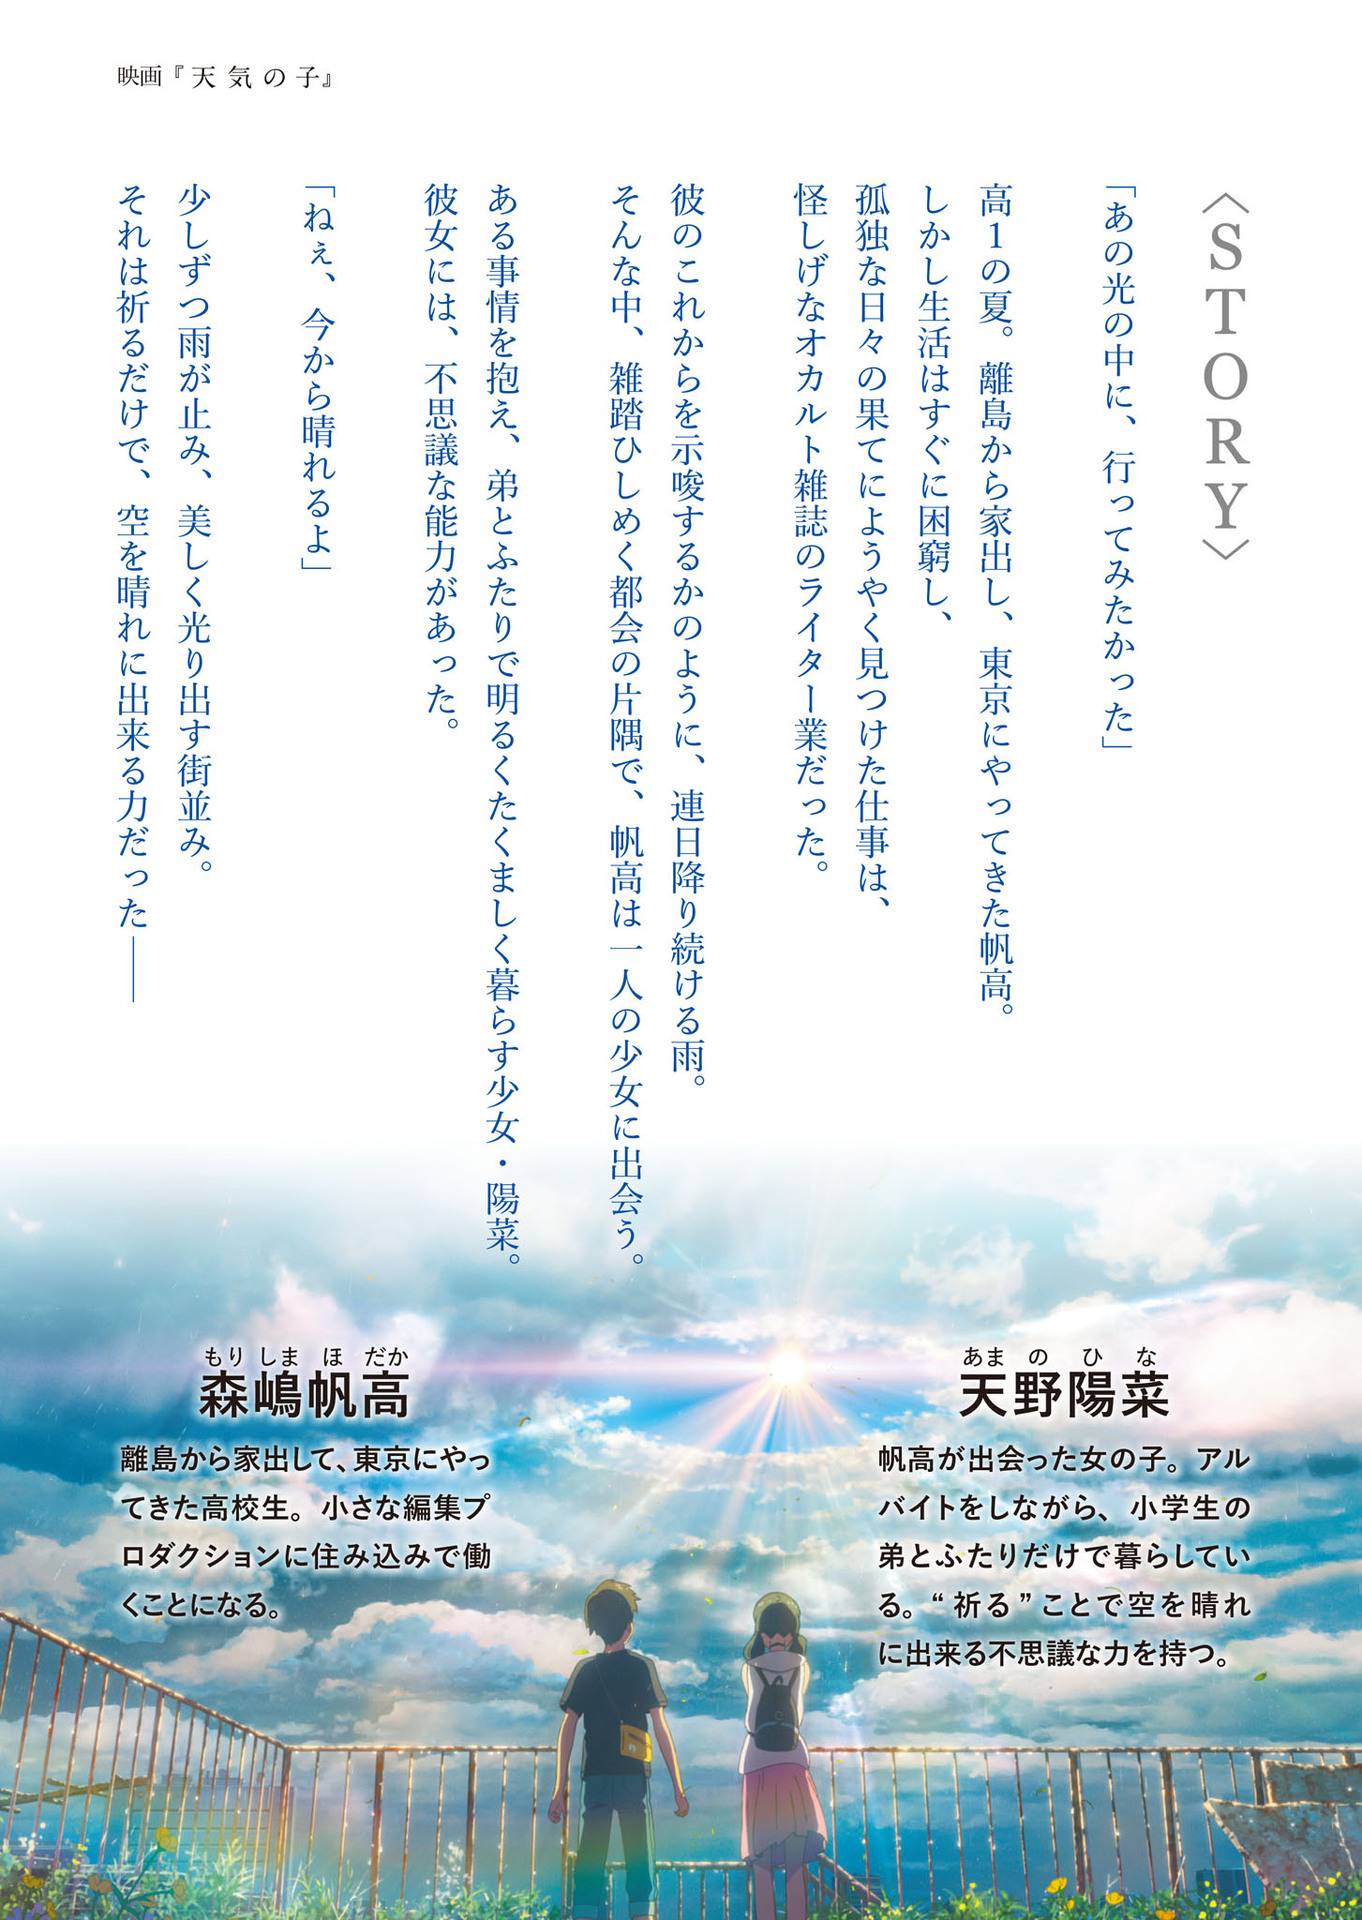 映画『天気の子』
〈STORY〉
「あの光の中に、行ってみたかった」
高1の夏。離島から家出し、東京にやってきた帆高。
しかし生活はすぐに困窮し、
孤独な日々の果てにようやく見つけた仕事は、
怪しげなオカルト雑誌のライター業だった。
彼のこれからを示唆するかのように、連日降り続ける雨。
そんな中、雑踏ひしめく都会の片隅で、帆高は一人の少女に出会う。
ある事情を抱え、弟とふたりで明るくたくましく暮らす少女・陽菜。
彼女には、不思議な能力があった。
「ねぇ、今から晴れるよ」
少しずつ雨が止み、美しく光り出す街並み。
それは祈るだけで、空を晴れに出来る力だった――
もりしまほだか
森嶋帆高
離島から家出して、東京にやっ
てきた高校生。小さな編集プ
ロダクションに住み込みで働
くことになる。
あまのひな
天野陽菜
帆高が出会った女の子。アル
バイトをしながら、小学生の
弟とふたりだけで暮らしてい
る。“祈る”ことで空を晴れ
に出来る不思議な力を持つ。